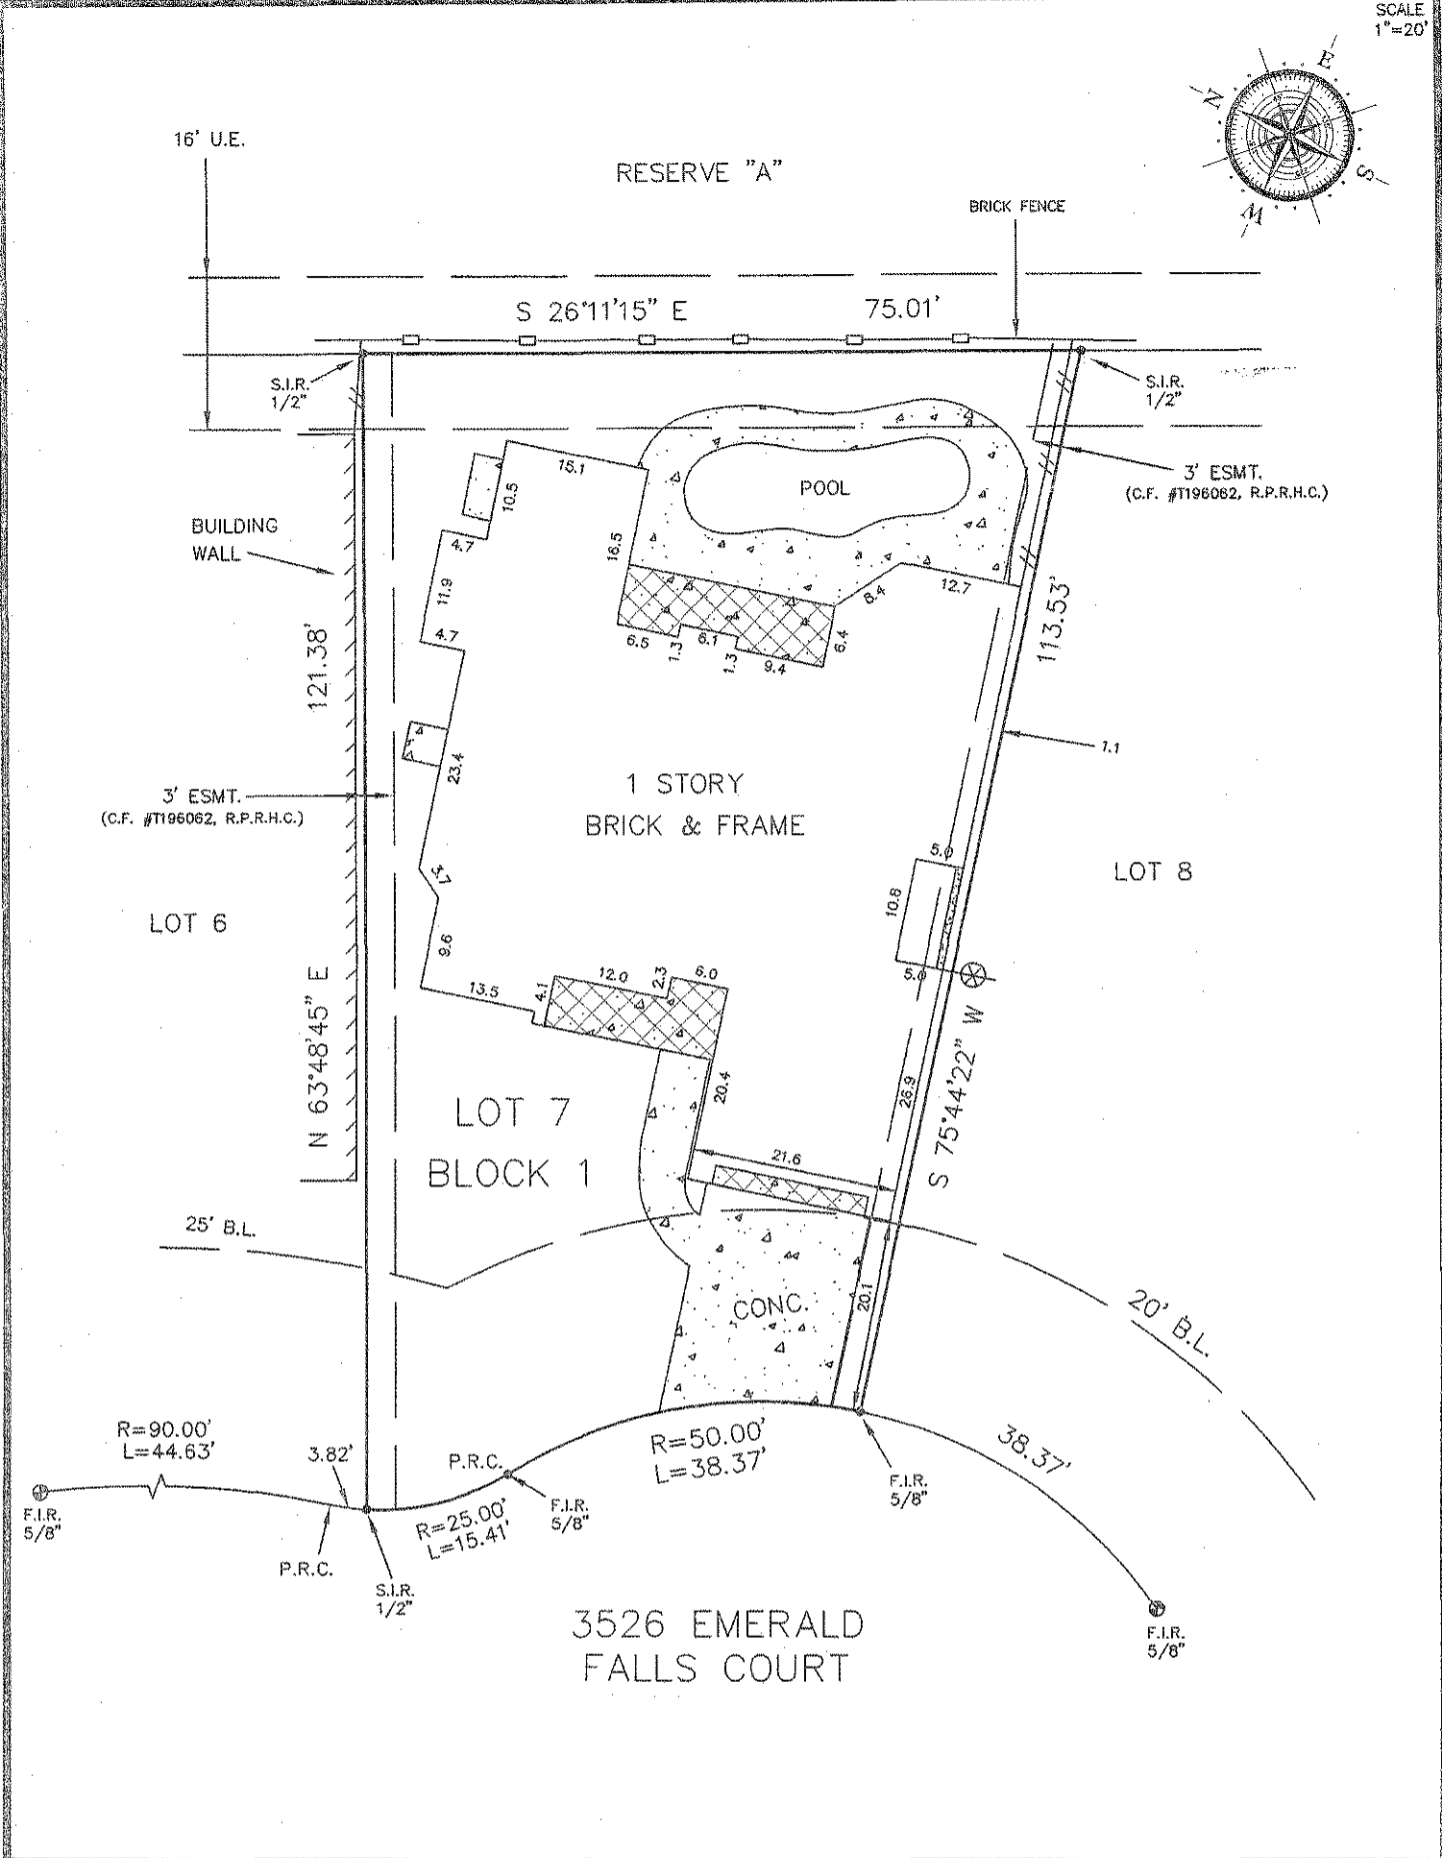 SCALE
1"=20'
N
E
S
W
16' U.E.
RESERVE "A"
BRICK FENCE
S 26°11'15" E
75.01'
S.I.R.
1/2"
S.I.R.
1/2"
3' ESMT.
(C.F. #T196062, R.P.R.H.C.)
BUILDING
WALL
15.1
10.5
4.7
11.9
4.7
16.5
POOL
8.4
12.7
6.5
1.3
6.1
1.3
9.4
6.4
121.38'
113.53'
1.1
23.4
3' ESMT.
(C.F. #T196062, R.P.R.H.C.)
1 STORY
BRICK & FRAME
5.0
10.8
5.0
LOT 8
LOT 6
3.7
9.6
13.5
4.1
12.0
2.3
6.0
N 63°48'45" E
S 75°44'22" W
20.4
26.9
LOT 7
BLOCK 1
21.6
25' B.L.
20.1
CONC.
20' B.L.
R=90.00'
L=44.63'
3.82'
P.R.C.
R=50.00'
L=38.37'
38.37'
F.I.R.
5/8"
F.I.R.
5/8"
F.I.R.
5/8"
R=25.00'
L=15.41'
P.R.C.
S.I.R.
1/2"
3526 EMERALD
FALLS COURT
F.I.R.
5/8"